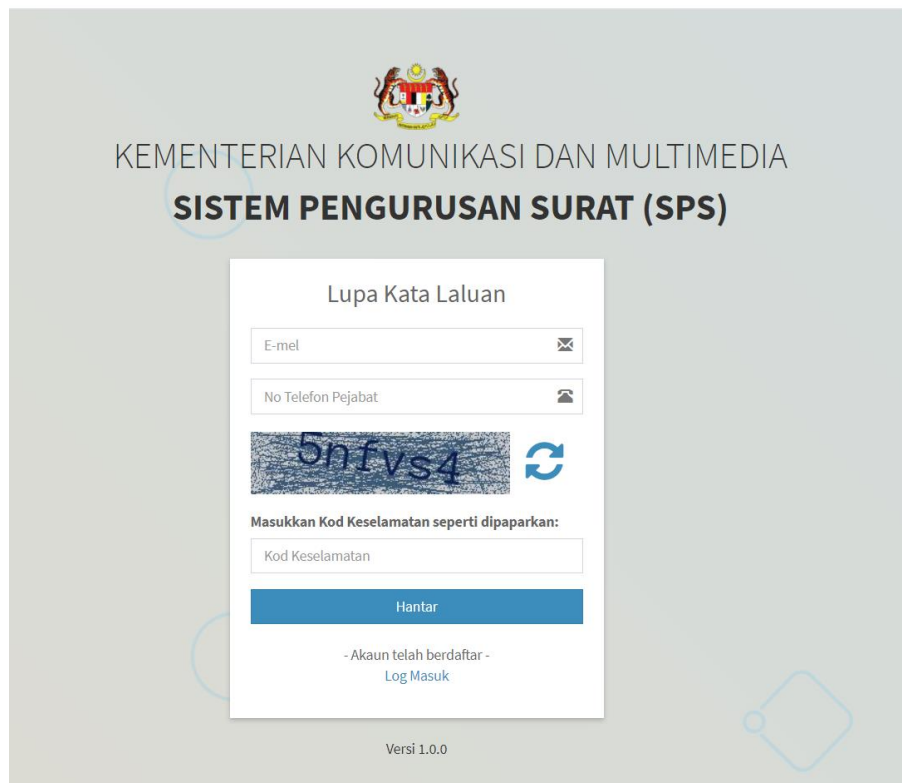 KEMENTERIAN KOMUNIKASI DAN MULTIMEDIA
SISTEM PENGURUSAN SURAT (SPS)
Lupa Kata Laluan
E-mel
No Telefon Pejabat
5nfvs4
Masukkan Kod Keselamatan seperti dipaparkan:
Kod Keselamatan
Hantar
- Akaun telah berdaftar -
Log Masuk
Versi 1.0.0